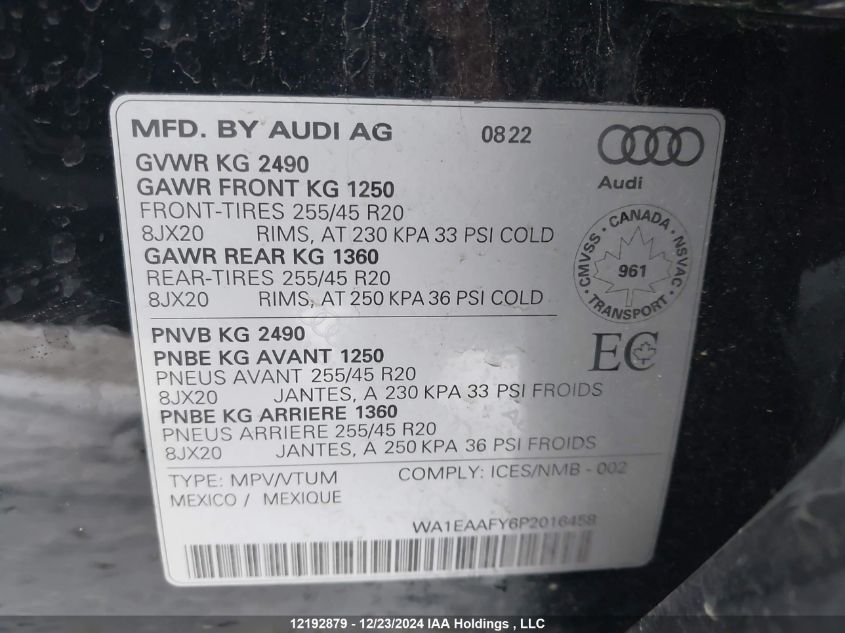 MFD. BY AUDI AG 0822
Audi
GVWR KG 2490
GAWR FRONT KG 1250
FRONT-TIRES 255/45 R20
8JX20 RIMS, AT 230 KPA 33 PSI COLD
GAWR REAR KG 1360
REAR-TIRES 255/45 R20
8JX20 RIMS, AT 250 KPA 36 PSI COLD
CMVSS · CANADA · NSVAC · TRANSPORT ·
961
PNVB KG 2490
PNBE KG AVANT 1250
PNEUS AVANT 255/45 R20
8JX20 JANTES, A 230 KPA 33 PSI FROIDS
PNBE KG ARRIERE 1360
PNEUS ARRIERE 255/45 R20
8JX20 JANTES, A 250 KPA 36 PSI FROIDS
EC
TYPE: MPV/VTUM COMPLY: ICES/NMB - 002
MEXICO / MEXIQUE
WA1EAAFY6P2016458
12192879 - 12/23/2024 IAA Holdings , LLC